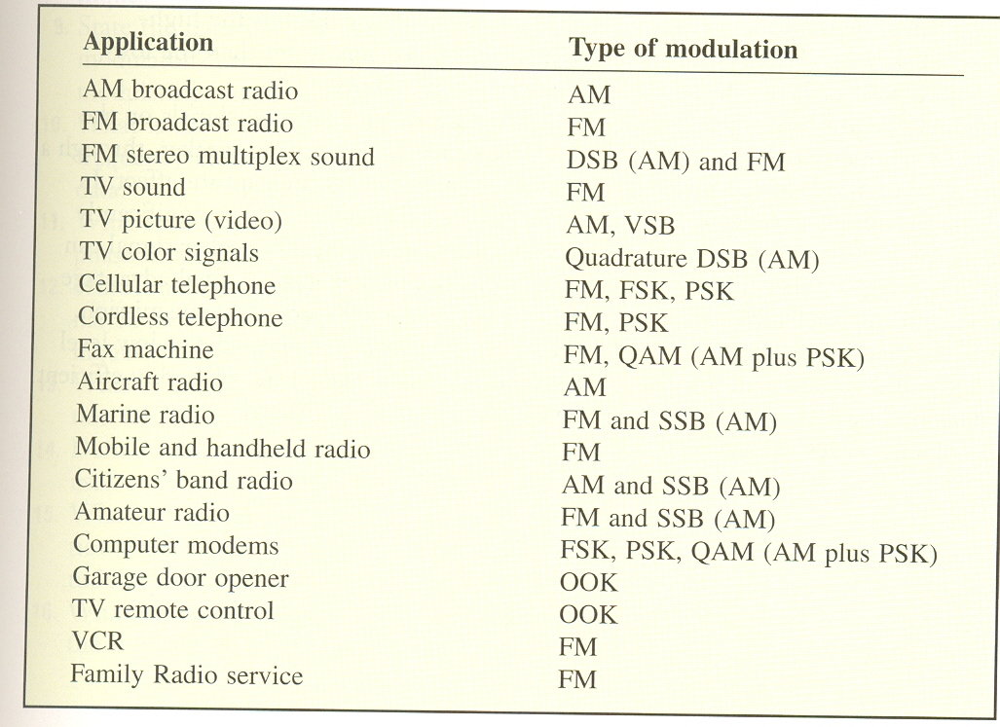 Application Type of modulation
AM broadcast radio AM
FM broadcast radio FM
FM stereo multiplex sound DSB (AM) and FM
TV sound FM
TV picture (video) AM, VSB
TV color signals Quadrature DSB (AM)
Cellular telephone FM, FSK, PSK
Cordless telephone FM, PSK
Fax machine FM, QAM (AM plus PSK)
Aircraft radio AM
Marine radio FM and SSB (AM)
Mobile and handheld radio FM
Citizens' band radio AM and SSB (AM)
Amateur radio FM and SSB (AM)
Computer modems FSK, PSK, QAM (AM plus PSK)
Garage door opener OOK
TV remote control OOK
VCR FM
Family Radio service FM